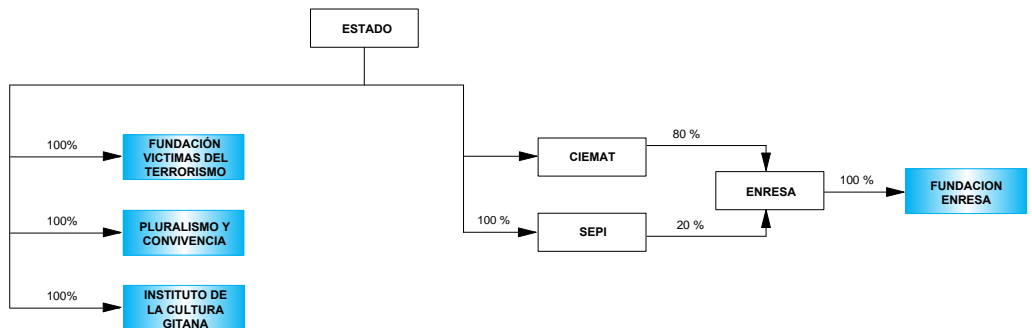 ESTADO
100%
FUNDACIÓN
VICTIMAS DEL
TERRORISMO
100%
PLURALISMO Y
CONVIVENCIA
100%
INSTITUTO DE
LA CULTURA
GITANA
CIEMAT
80 %
100 %
SEPI
20 %
ENRESA
100 %
FUNDACION
ENRESA